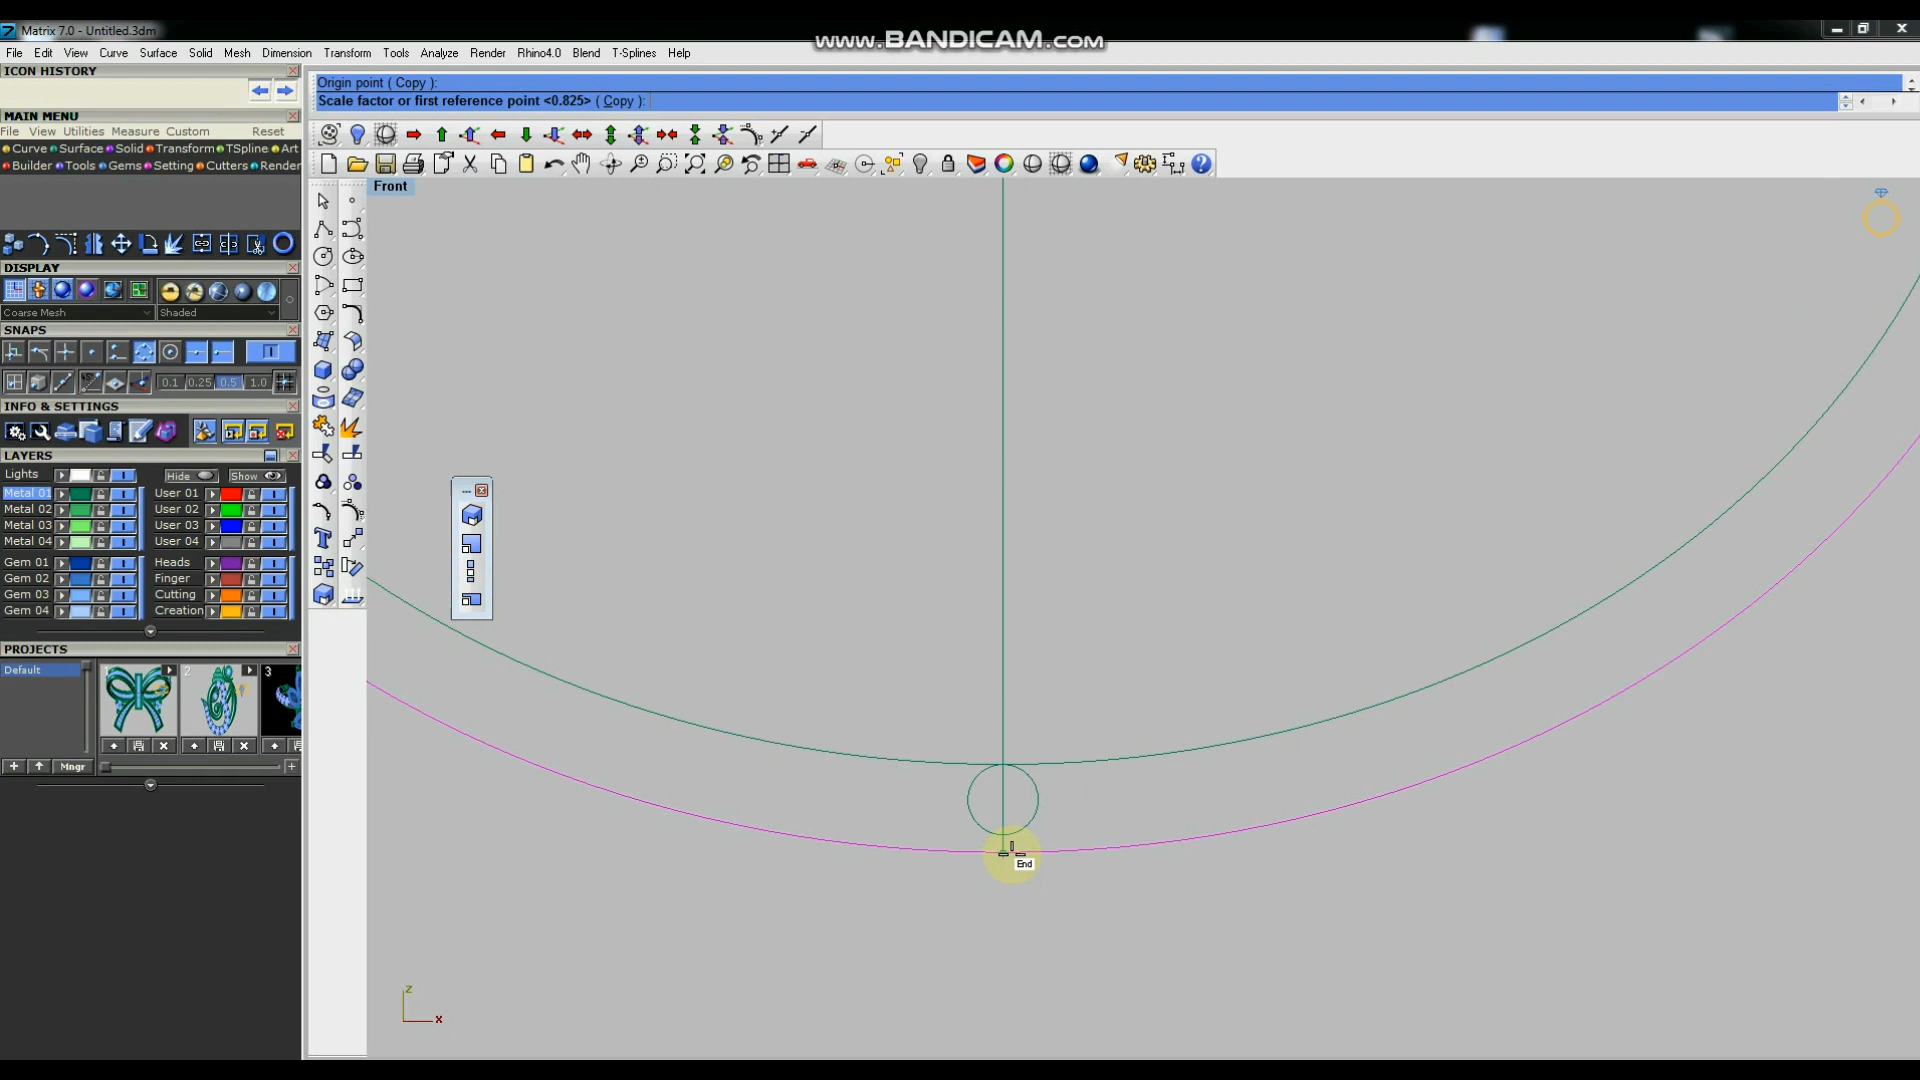 Matrix 7.0 - Untitled.3dm
www.BANDICAM.com
File Edit View Curve Surface Solid Mesh Dimension Transform Tools Analyze Render Rhino4.0 Blend T-Splines Help
ICON HISTORY
Origin point ( Copy ):
Scale factor or first reference point <0.825> ( Copy ):
MAIN MENU
File View Utilities Measure Custom Reset
Curve Surface Solid Transform TSpline Art
Builder Tools Gems Setting Cutters Render
Front
DISPLAY
Coarse Mesh Shaded
SNAPS
0.1 0.25 0.5 1.0
INFO & SETTINGS
LAYERS
Lights Hide Show
Metal 01 User 01
Metal 02 User 02
Metal 03 User 03
Metal 04 User 04
Gem 01 Heads
Gem 02 Finger
Gem 03 Cutting
Gem 04 Creation
PROJECTS
Default 1 2 3
Mngr
End
z
x